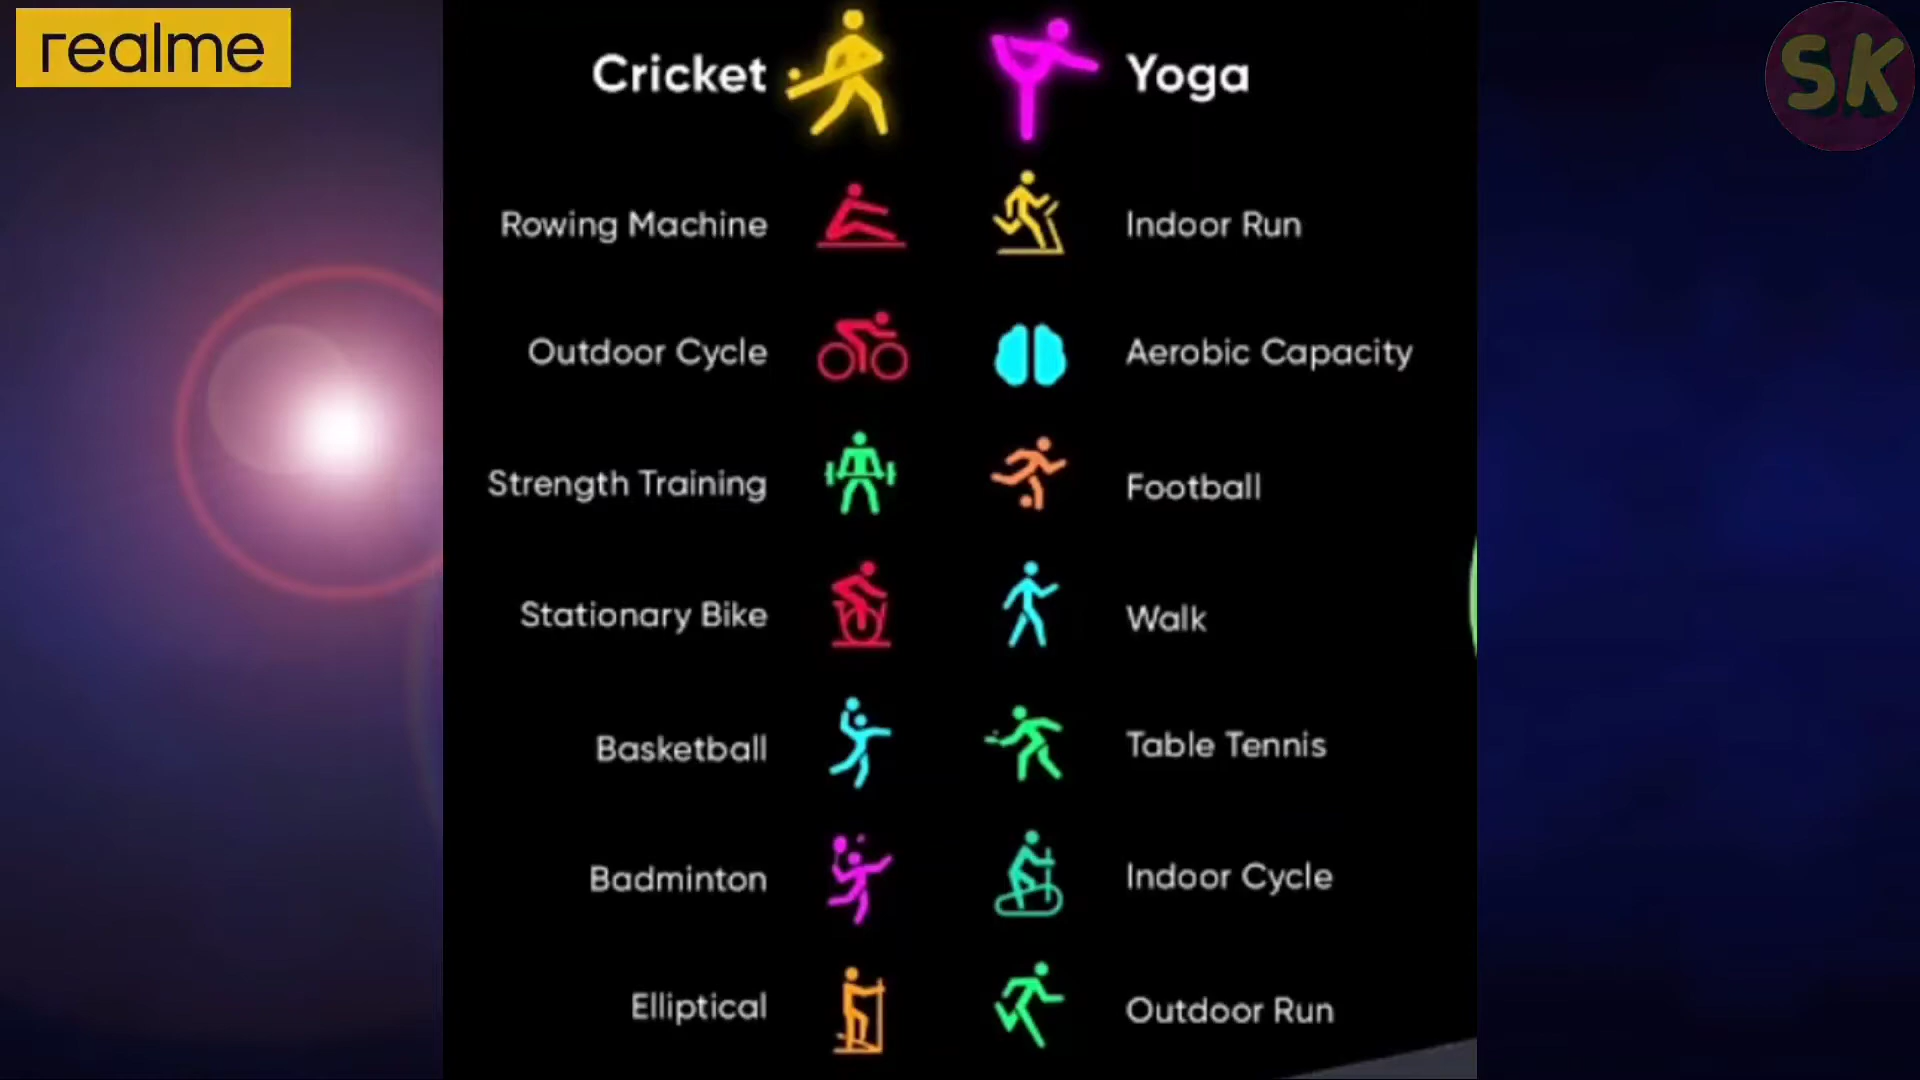 realme
SK
Cricket
Yoga
Rowing Machine
Indoor Run
Outdoor Cycle
Aerobic Capacity
Strength Training
Football
Stationary Bike
Walk
Basketball
Table Tennis
Badminton
Indoor Cycle
Elliptical
Outdoor Run